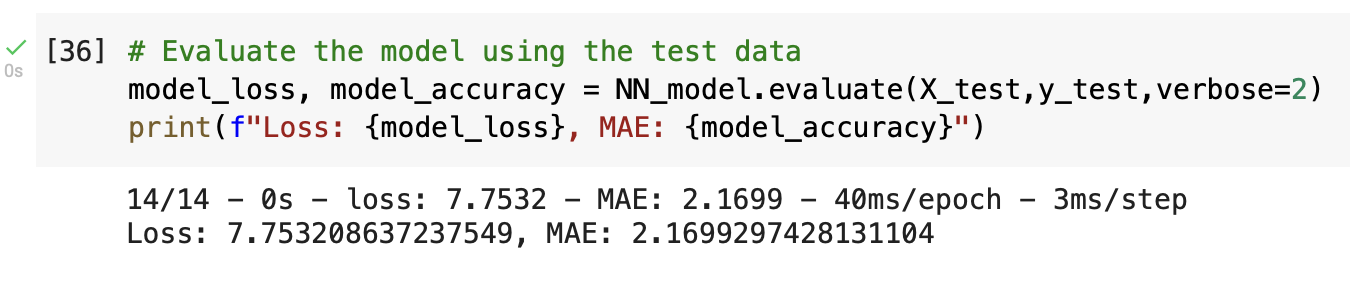 [36] # Evaluate the model using the test data
0s
model_loss, model_accuracy = NN_model.evaluate(X_test,y_test,verbose=2)
print(f"Loss: {model_loss}, MAE: {model_accuracy}")
14/14 - 0s - loss: 7.7532 - MAE: 2.1699 - 40ms/epoch - 3ms/step
Loss: 7.753208637237549, MAE: 2.1699297428131104